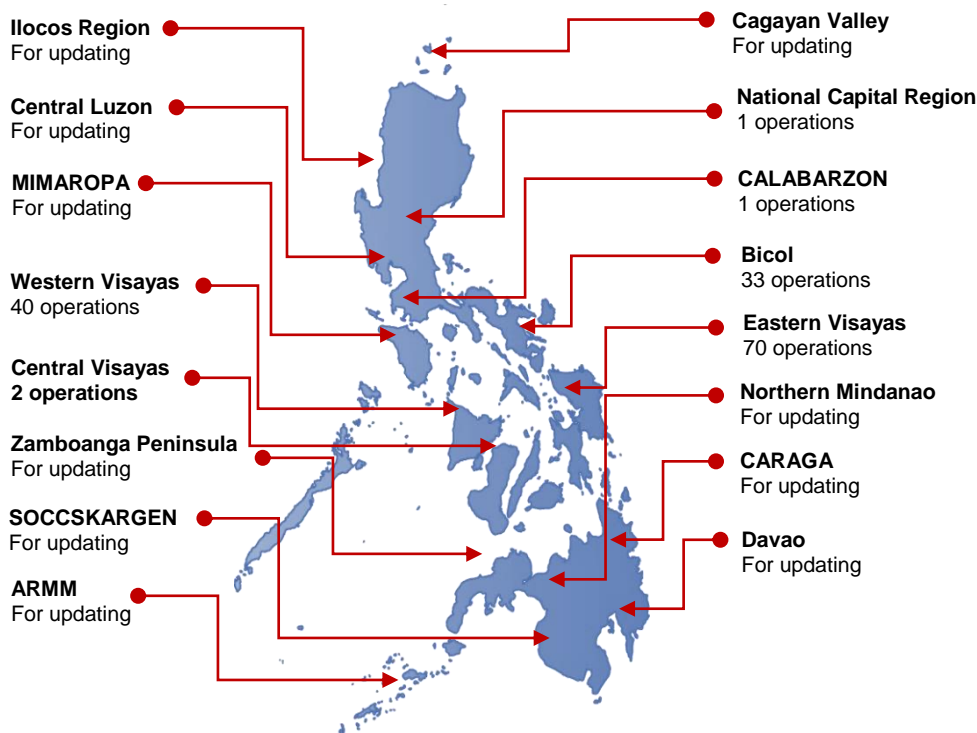 Ilocos Region
For updating
Central Luzon
For updating
MIMAROPA
For updating
Western Visayas
40 operations
Central Visayas
2 operations
Zamboanga Peninsula
For updating
SOCCSKARGEN
For updating
ARMM
For updating
Cagayan Valley
For updating
National Capital Region
1 operations
CALABARZON
1 operations
Bicol
33 operations
Eastern Visayas
70 operations
Northern Mindanao
For updating
CARAGA
For updating
Davao
For updating